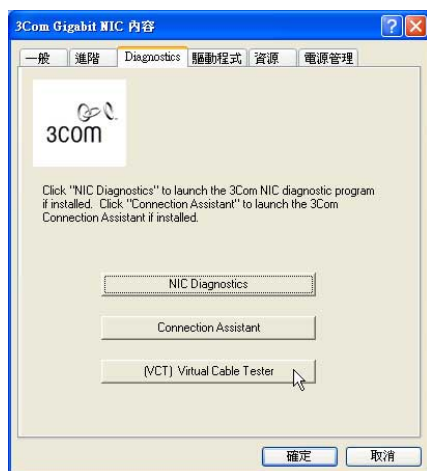 3Com Gigabit NIC 內容
一般 進階 Diagnostics 驅動程式 資源 電源管理
3com
Click "NIC Diagnostics" to launch the 3Com NIC diagnostic program
if installed. Click "Connection Assistant" to launch the 3Com
Connection Assistant if installed.
NIC Diagnostics
Connection Assistant
(VCT) Virtual Cable Tester
確定 取消